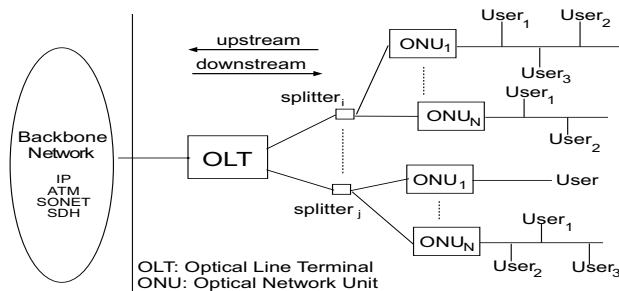 upstream
downstream
User1
User2
ONU1
User3
splitter i
User1
ONUN
User2
Backbone
Network
IP
ATM
SONET
SDH
OLT
ONU1
User
splitter j
User1
ONUN
User2
User3
OLT: Optical Line Terminal
ONU: Optical Network Unit